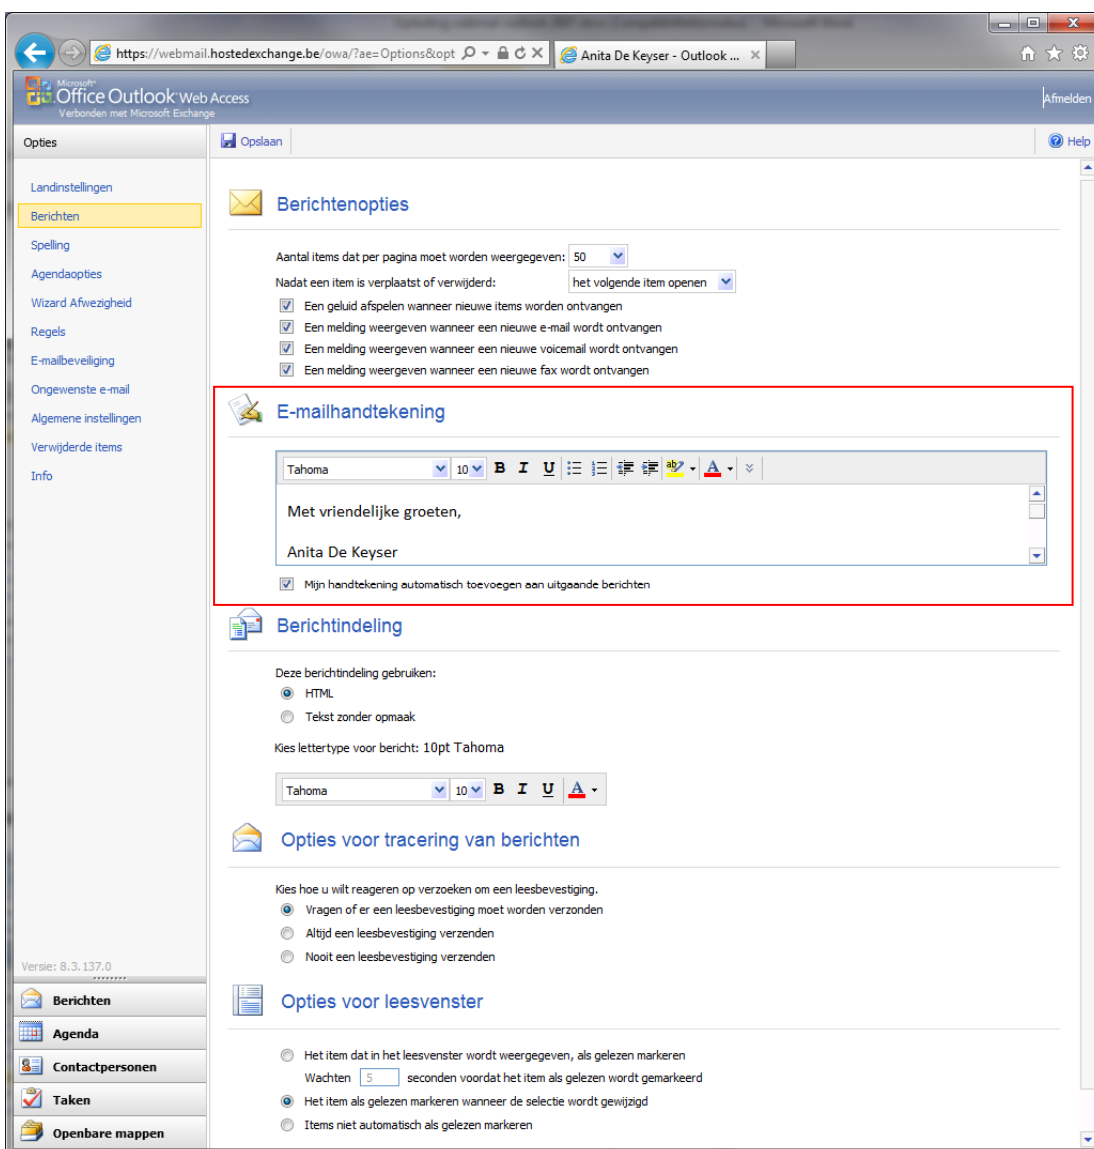 https://webmail.hostedexchange.be/owa/?ae=Options&opt
Anita De Keyser - Outlook ...
Microsoft
Office Outlook Web Access
Verbonden met Microsoft Exchange
Afmelden
Opties
Opslaan
Help
Landinstellingen
Berichten
Spelling
Agendaopties
Wizard Afwezigheid
Regels
E-mailbeveiliging
Ongewenste e-mail
Algemene instellingen
Verwijderde items
Info
Berichtenopties
Aantal items dat per pagina moet worden weergegeven: 50
Nadat een item is verplaatst of verwijderd: het volgende item openen
Een geluid afspelen wanneer nieuwe items worden ontvangen
Een melding weergeven wanneer een nieuwe e-mail wordt ontvangen
Een melding weergeven wanneer een nieuwe voicemail wordt ontvangen
Een melding weergeven wanneer een nieuwe fax wordt ontvangen
E-mailhandtekening
Tahoma 10 B I U ab A
Met vriendelijke groeten,
Anita De Keyser
Mijn handtekening automatisch toevoegen aan uitgaande berichten
Berichtindeling
Deze berichtindeling gebruiken:
HTML
Tekst zonder opmaak
Kies lettertype voor bericht: 10pt Tahoma
Tahoma 10 B I U A
Opties voor tracering van berichten
Kies hoe u wilt reageren op verzoeken om een leesbevestiging.
Vragen of er een leesbevestiging moet worden verzonden
Altijd een leesbevestiging verzenden
Nooit een leesbevestiging verzenden
Opties voor leesvenster
Het item dat in het leesvenster wordt weergegeven, als gelezen markeren
Wachten 5 seconden voordat het item als gelezen wordt gemarkeerd
Het item als gelezen markeren wanneer de selectie wordt gewijzigd
Items niet automatisch als gelezen markeren
Versie: 8.3.137.0
Berichten
Agenda
Contactpersonen
Taken
Openbare mappen